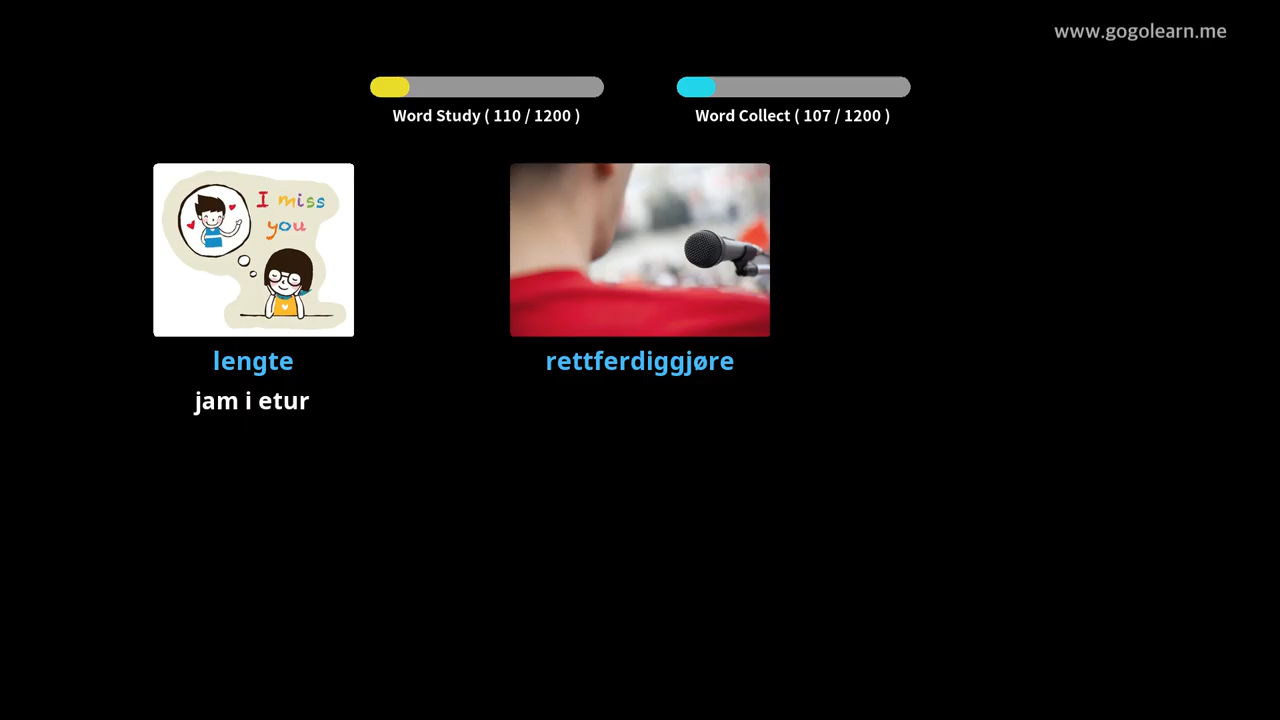 www.gogolearn.me
Word Study ( 110 / 1200 )
Word Collect ( 107 / 1200 )
I miss
you
lengte
jam i etur
rettferdiggjøre